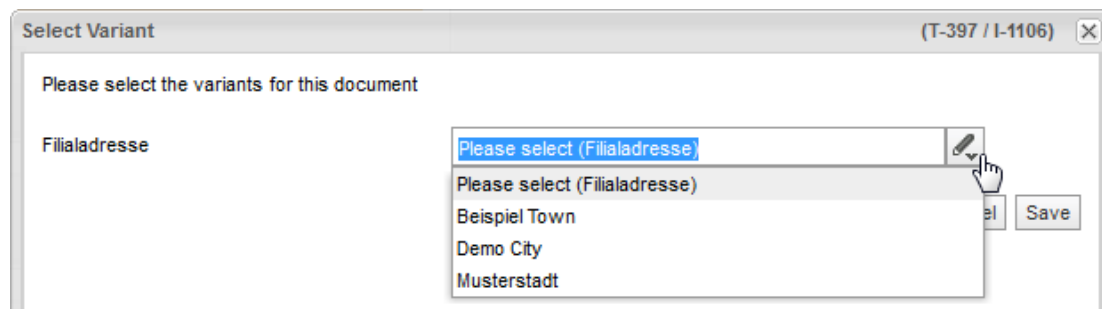 Select Variant (T-397 / I-1106)
Please select the variants for this document
Filialadresse Please select (Filialadresse)
Please select (Filialadresse)
Beispiel Town
el Save
Demo City
Musterstadt